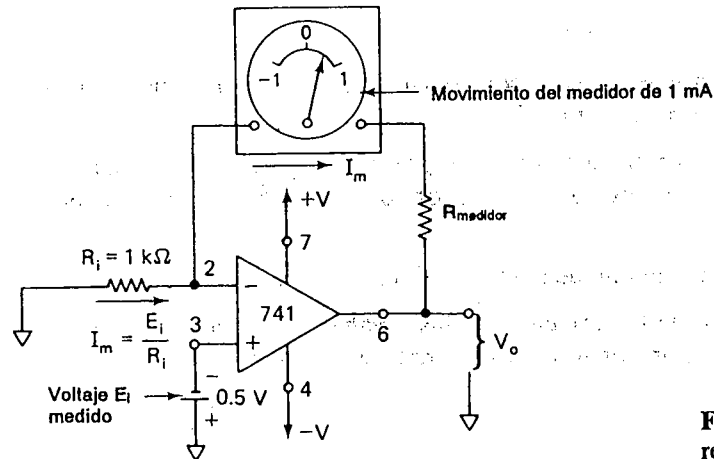 0
-1
1
Movimiento del medidor de 1 mA
I_m
+V
R_medidor
7
R_i = 1 kΩ
2
−
741
3
+
6
I_m = E_i / R_i
V_o
−
Voltaje E_i medido
0.5 V
+
4
−V
F
re